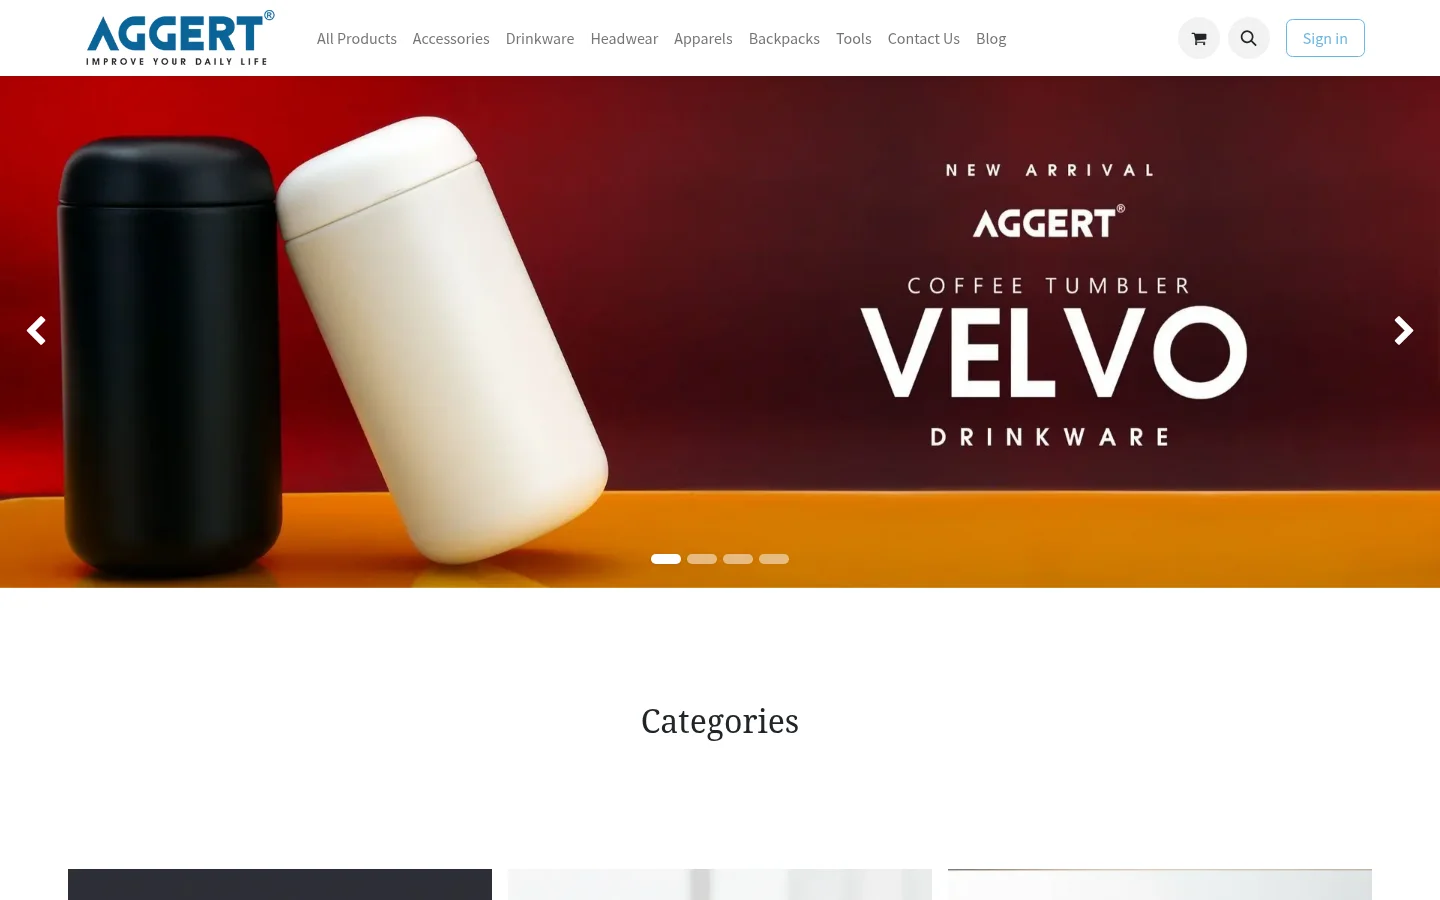 AGGERT®
IMPROVE YOUR DAILY LIFE
All Products
Accessories
Drinkware
Headwear
Apparels
Backpacks
Tools
Contact Us
Blog
Sign in
NEW ARRIVAL
AGGERT®
COFFEE TUMBLER
VELVO
DRINKWARE
Categories